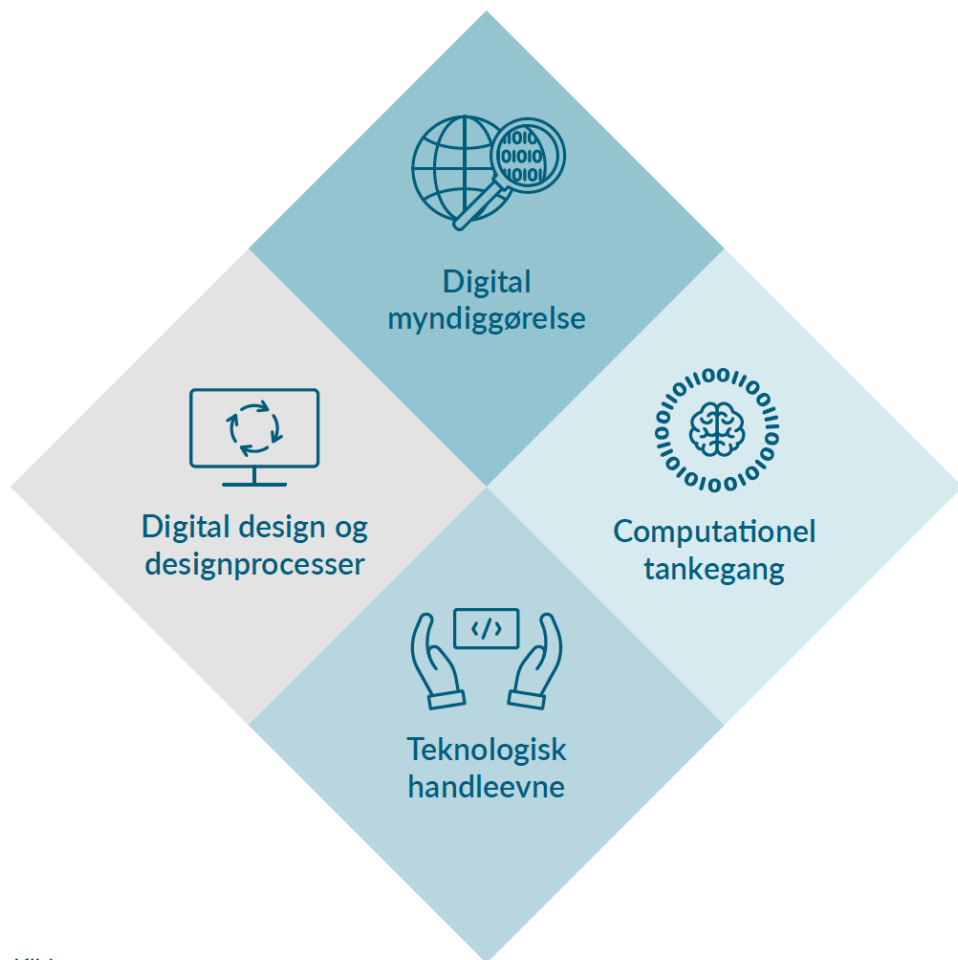 Digital
myndiggørelse
Digital design og
designprocesser
Computationel
tankegang
</>
Teknologisk
handleevne